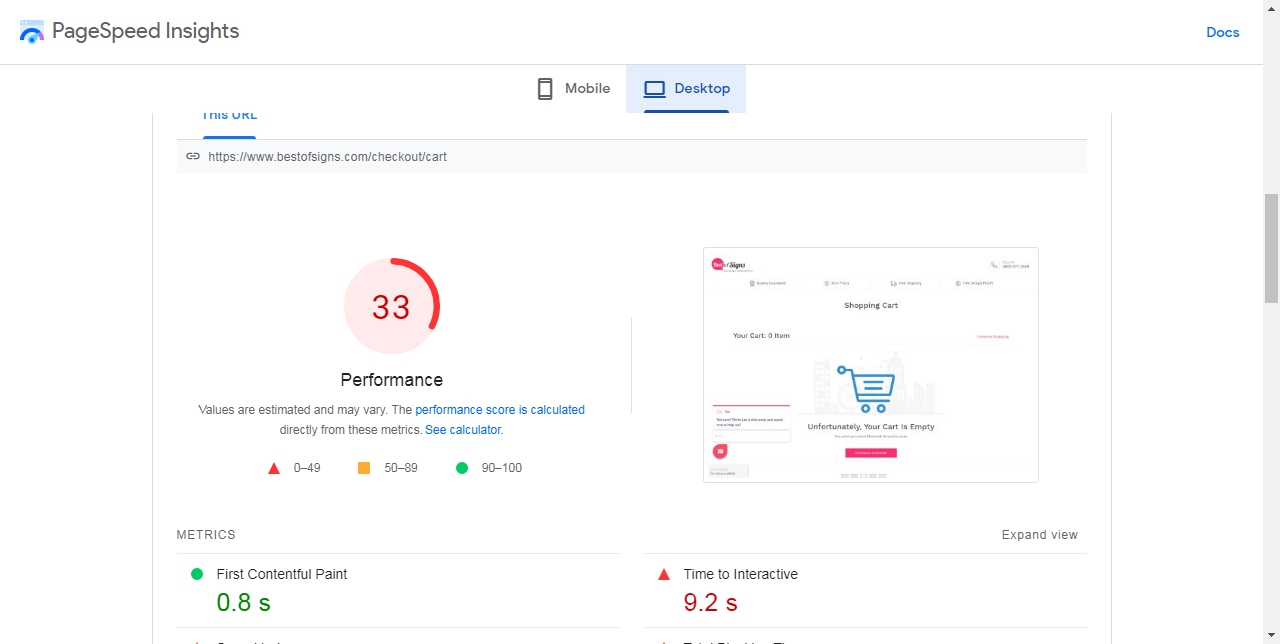 PageSpeed Insights
Docs
Mobile
Desktop
This URL
https://www.bestofsigns.com/checkout/cart
33
Performance
Values are estimated and may vary. The performance score is calculated
directly from these metrics. See calculator.
0–49
50–89
90–100
Shopping Cart
Your Cart: 0 Item
Continue Shopping
Unfortunately, Your Cart Is Empty
METRICS
Expand view
First Contentful Paint
0.8 s
Time to Interactive
9.2 s